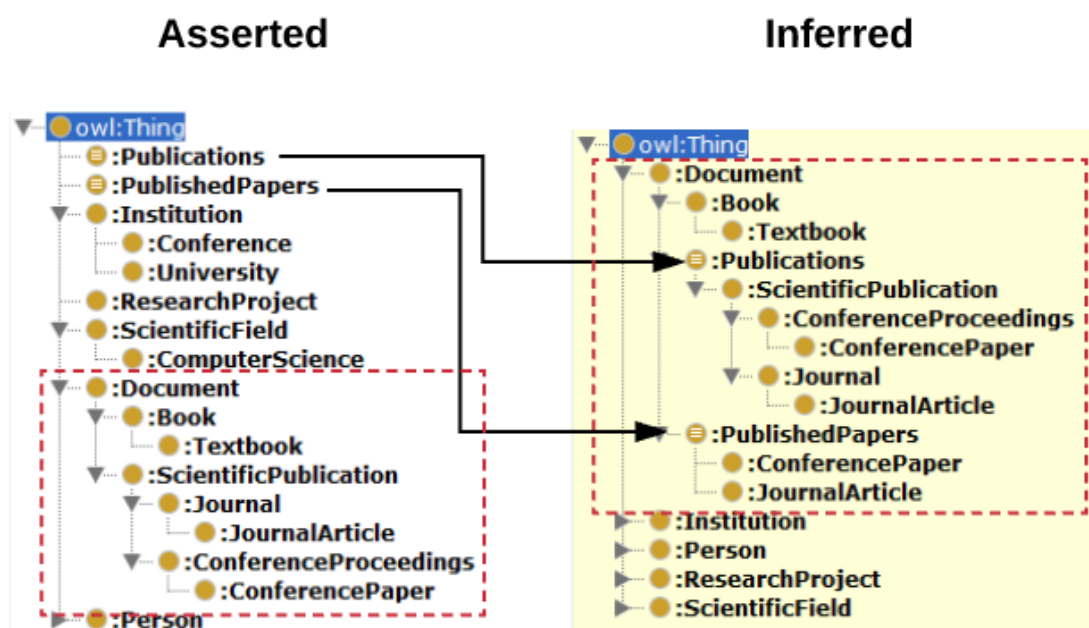 Asserted
Inferred
owl:Thing
:Publications
:PublishedPapers
:Institution
:Conference
:University
:ResearchProject
:ScientificField
:ComputerScience
:Document
:Book
:Textbook
:ScientificPublication
:Journal
:JournalArticle
:ConferenceProceedings
:ConferencePaper
:Person
owl:Thing
:Document
:Book
:Textbook
:Publications
:ScientificPublication
:ConferenceProceedings
:ConferencePaper
:Journal
:JournalArticle
:PublishedPapers
:ConferencePaper
:JournalArticle
:Institution
:Person
:ResearchProject
:ScientificField